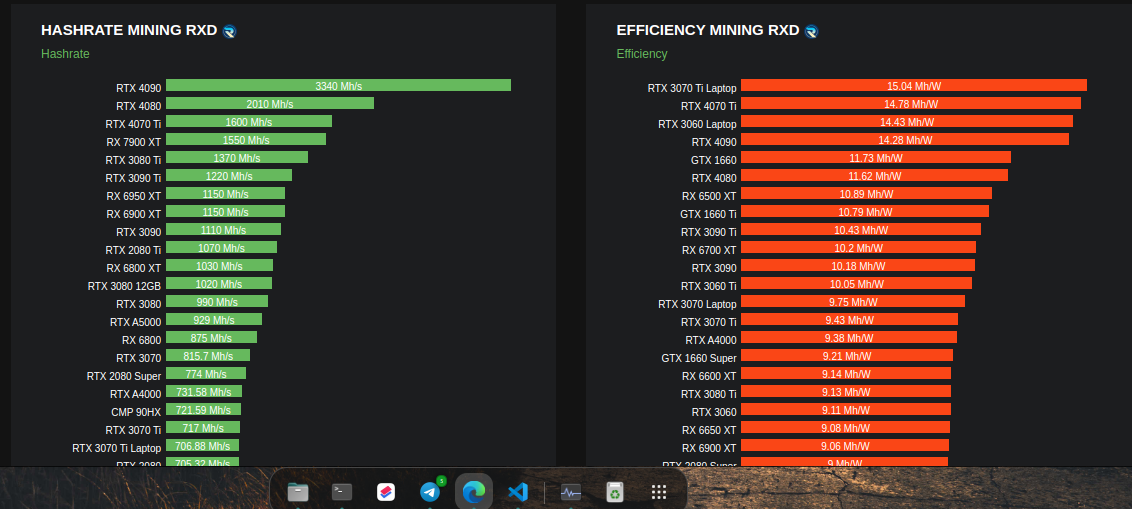 HASHRATE MINING RXD
Hashrate
RTX 4090 3340 Mh/s
RTX 4080 2010 Mh/s
RTX 4070 Ti 1600 Mh/s
RX 7900 XT 1550 Mh/s
RTX 3080 Ti 1370 Mh/s
RTX 3090 Ti 1220 Mh/s
RX 6950 XT 1150 Mh/s
RX 6900 XT 1150 Mh/s
RTX 3090 1110 Mh/s
RTX 2080 Ti 1070 Mh/s
RX 6800 XT 1030 Mh/s
RTX 3080 12GB 1020 Mh/s
RTX 3080 990 Mh/s
RTX A5000 929 Mh/s
RX 6800 875 Mh/s
RTX 3070 815.7 Mh/s
RTX 2080 Super 774 Mh/s
RTX A4000 731.58 Mh/s
CMP 90HX 721.59 Mh/s
RTX 3070 Ti 717 Mh/s
RTX 3070 Ti Laptop 706.88 Mh/s
RTX 2080 705.32 Mh/s
EFFICIENCY MINING RXD
Efficiency
RTX 3070 Ti Laptop 15.04 Mh/W
RTX 4070 Ti 14.78 Mh/W
RTX 3060 Laptop 14.43 Mh/W
RTX 4090 14.28 Mh/W
GTX 1660 11.73 Mh/W
RTX 4080 11.62 Mh/W
RX 6500 XT 10.89 Mh/W
GTX 1660 Ti 10.79 Mh/W
RTX 3090 Ti 10.43 Mh/W
RX 6700 XT 10.2 Mh/W
RTX 3090 10.18 Mh/W
RTX 3060 Ti 10.05 Mh/W
RTX 3070 Laptop 9.75 Mh/W
RTX 3070 Ti 9.43 Mh/W
RTX A4000 9.38 Mh/W
GTX 1660 Super 9.21 Mh/W
RX 6600 XT 9.14 Mh/W
RTX 3080 Ti 9.13 Mh/W
RTX 3060 9.11 Mh/W
RX 6650 XT 9.08 Mh/W
RX 6900 XT 9.06 Mh/W
RTX 2080 Super 9 Mh/W
1